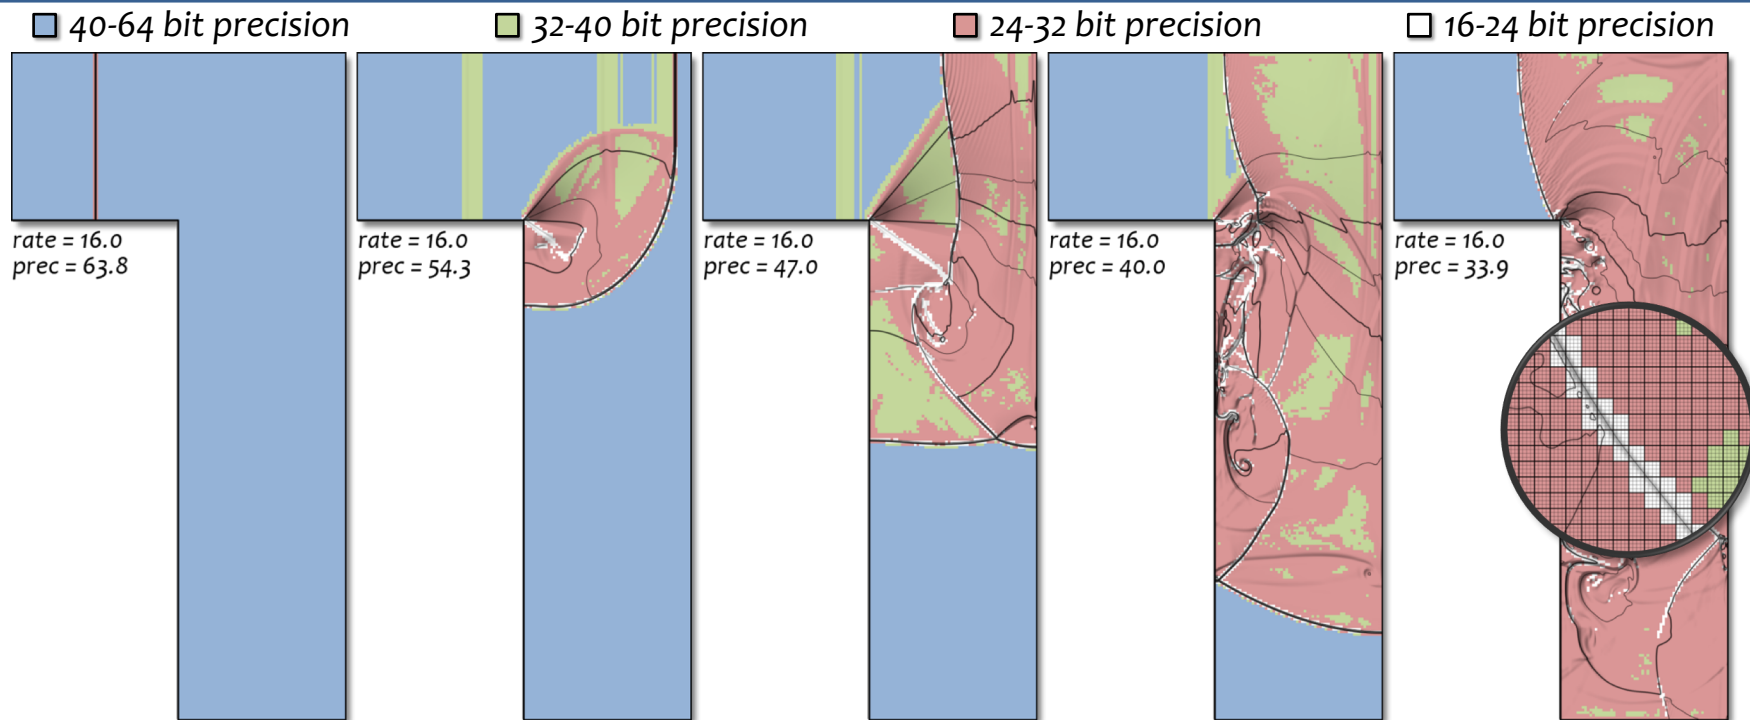 40-64 bit precision
32-40 bit precision
24-32 bit precision
16-24 bit precision
rate = 16.0
prec = 63.8
rate = 16.0
prec = 54.3
rate = 16.0
prec = 47.0
rate = 16.0
prec = 40.0
rate = 16.0
prec = 33.9